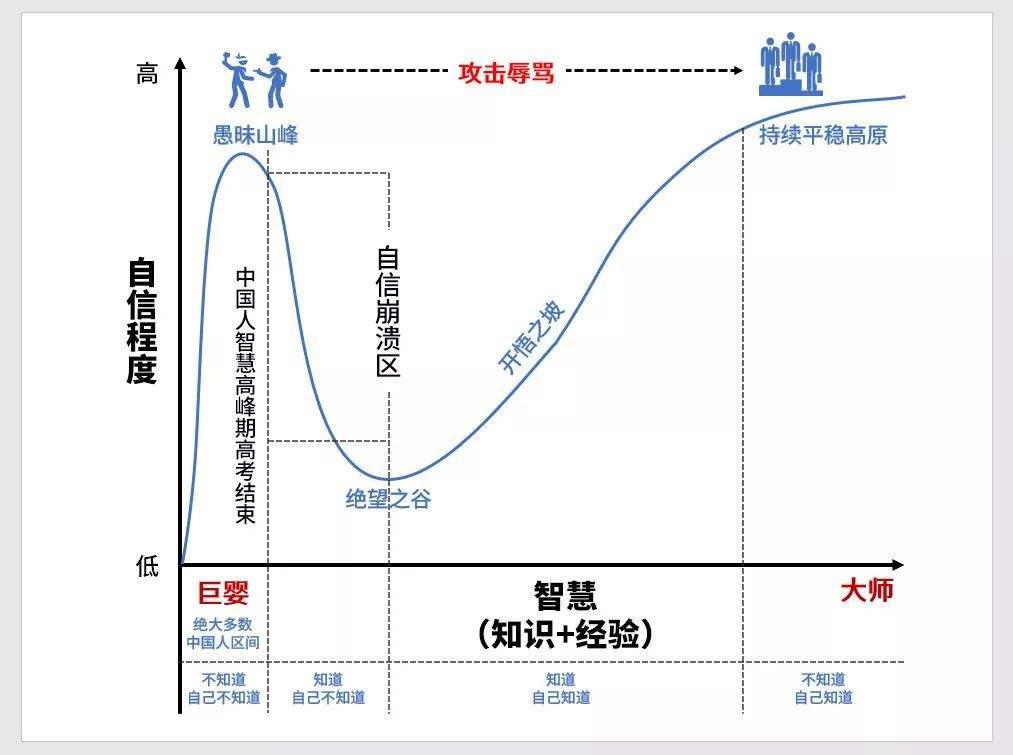 高
攻击辱骂
愚昧山峰
持续平稳高原
自信程度
中国人智慧高峰期高考结束
自信崩溃区
开悟之坡
绝望之谷
低
巨婴
绝大多数
中国人区间
智慧
（知识+经验）
大师
不知道
自己不知道
知道
自己不知道
知道
自己知道
不知道
自己知道